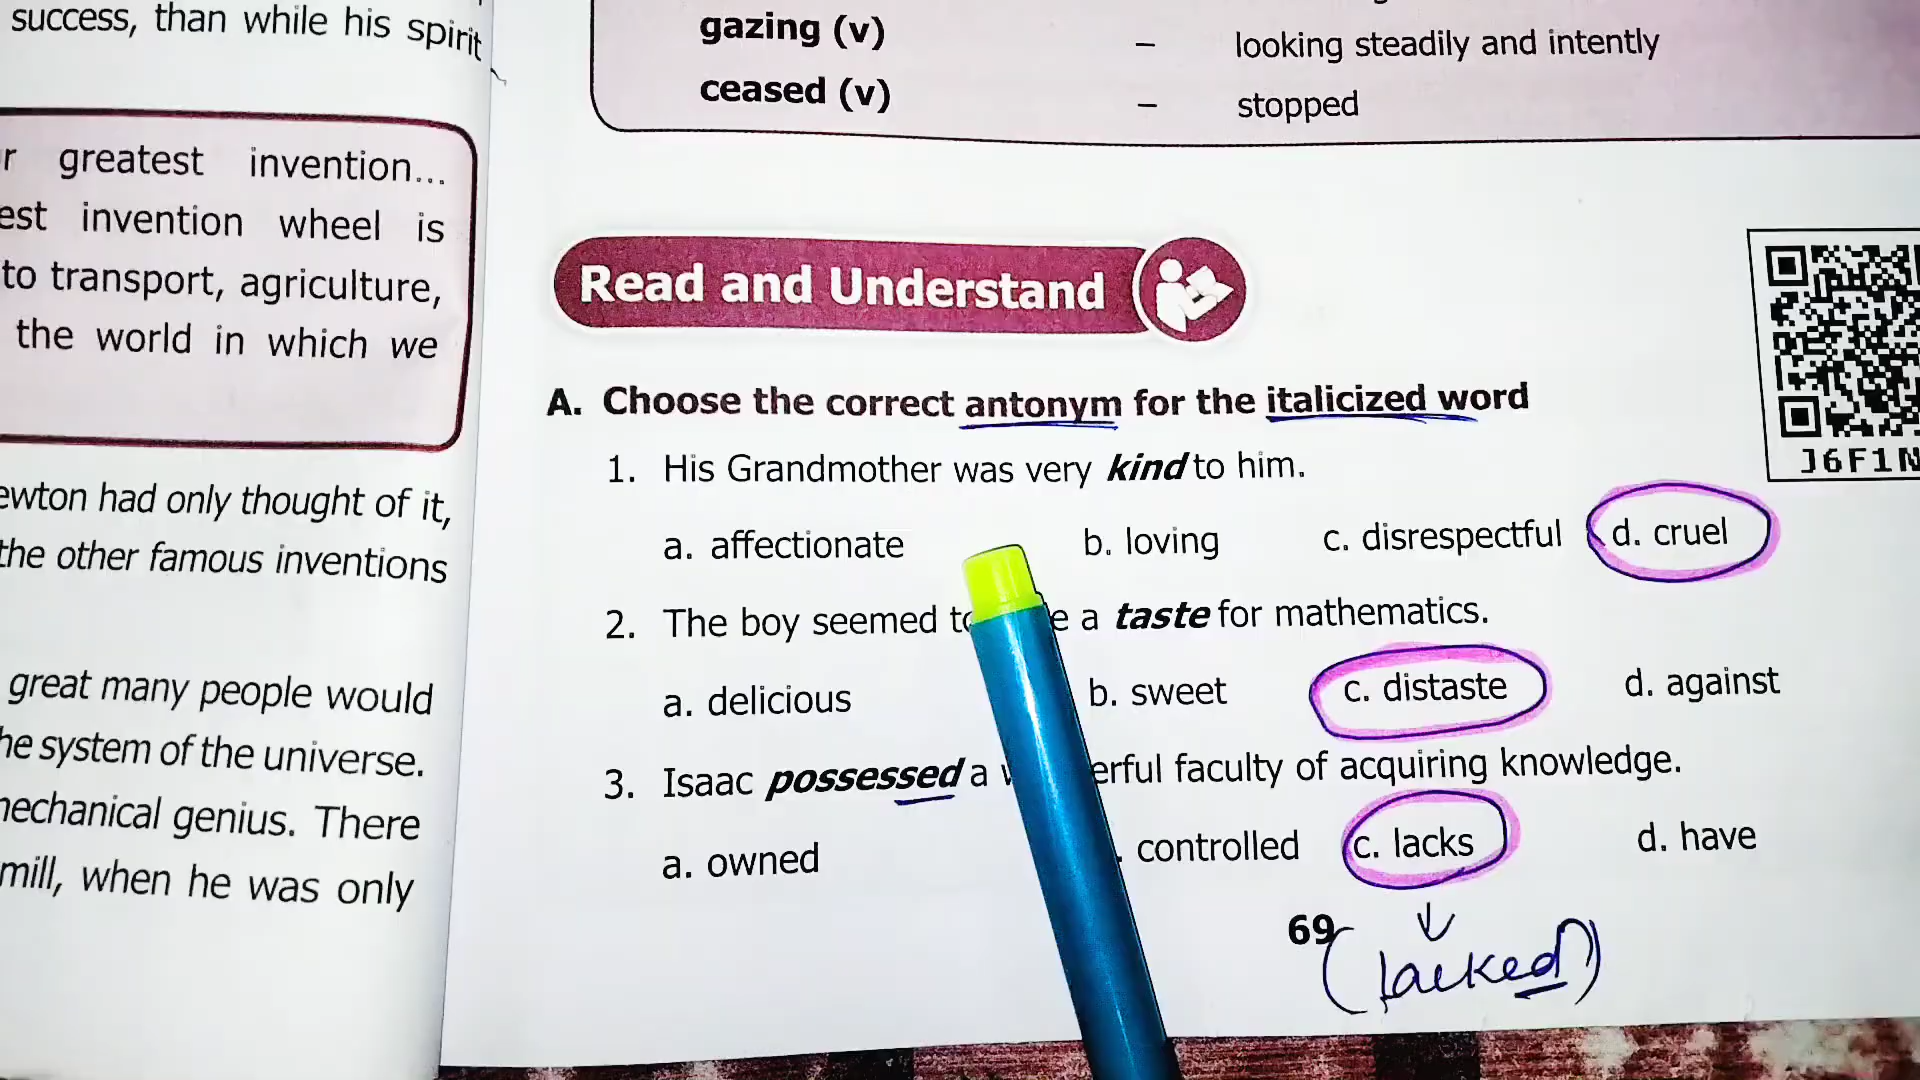 success, than while his spirit
r greatest invention...
est invention wheel is
to transport, agriculture,
the world in which we
ewton had only thought of it,
the other famous inventions
great many people would
he system of the universe.
nechanical genius. There
mill, when he was only
gazing (v) – looking steadily and intently
ceased (v) – stopped
Read and Understand
J6F1N
A. Choose the correct antonym for the italicized word
1. His Grandmother was very kind to him.
a. affectionate b. loving c. disrespectful d. cruel
2. The boy seemed to e a taste for mathematics.
a. delicious b. sweet c. distaste d. against
3. Isaac possessed a w erful faculty of acquiring knowledge.
a. owned . controlled c. lacks d. have
69
(lacked)